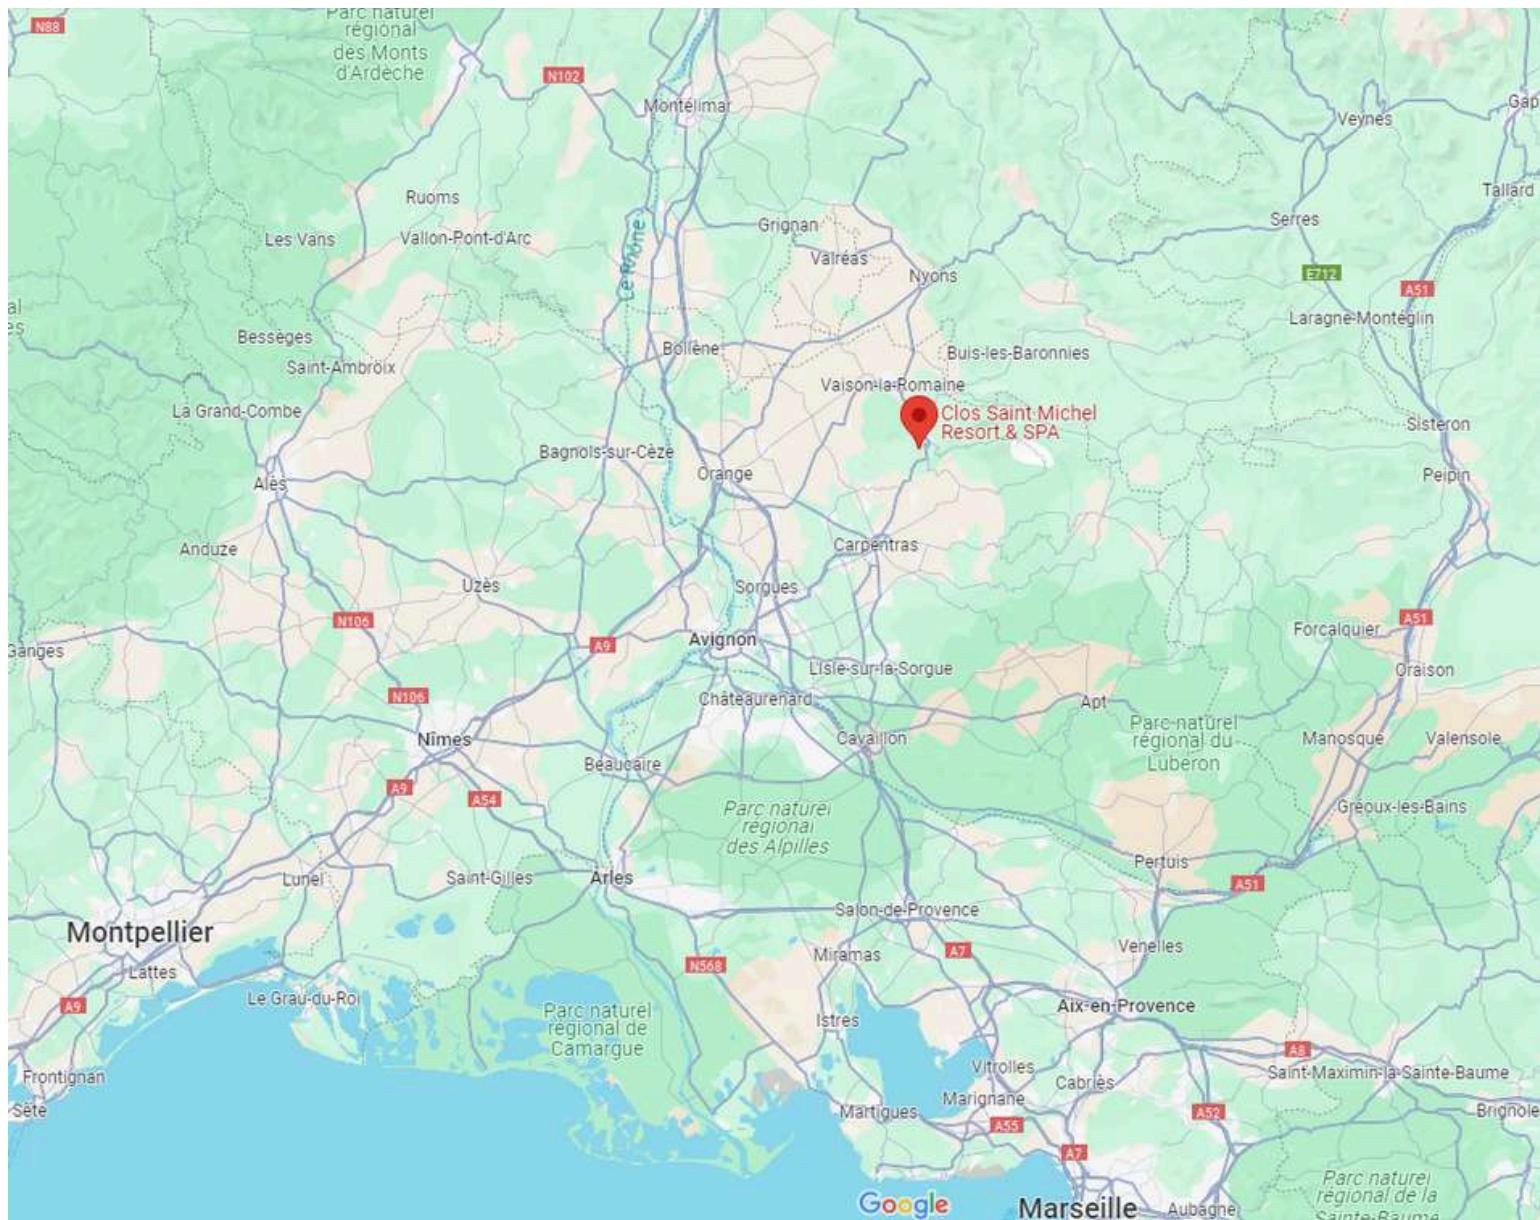 N88
Parc naturel
régional
des Monts
d'Ardèche
N102
Montélimar
Veynes
Gap
Ruoms
Tallard
Les Vans
Vallon-Pont-d'Arc
Grignan
Serres
Le Rhône
Valréas
Nyons
E712
A51
al
es
Laragne-Montéglin
Bessèges
Bollène
Buis-les-Baronnies
Saint-Ambroix
Vaison-la-Romaine
La Grand-Combe
Clos Saint Michel
Resort & SPA
Sisteron
Bagnols-sur-Cèze
Orange
Peipin
Alès
Anduze
Carpentras
Uzès
Sorgues
N106
A51
Forcalquier
Avignon
A9
Ganges
L'Isle-sur-la-Sorgue
Oraison
N106
Châteaurenard
Apt
Parc naturel
régional du
Luberon
Nîmes
Cavaillon
Manosque
Valensole
Beaucaire
A9
A54
Parc naturel
régional
des Alpilles
Gréoux-les-Bains
Pertuis
Lunel
Saint-Gilles
Arles
A51
Salon-de-Provence
Montpellier
Venelles
Miramas
A7
Lattes
N568
Le Grau-du-Roi
A9
Parc naturel
régional de
Camargue
Istres
Aix-en-Provence
A8
Frontignan
Vitrolles
Cabriès
Saint-Maximin-la-Sainte-Baume
Sète
Martigues
Marignane
A52
Brignole
A55
A7
Google
Marseille
Aubagne
Parc naturel
régional de la
Sainte-Baume